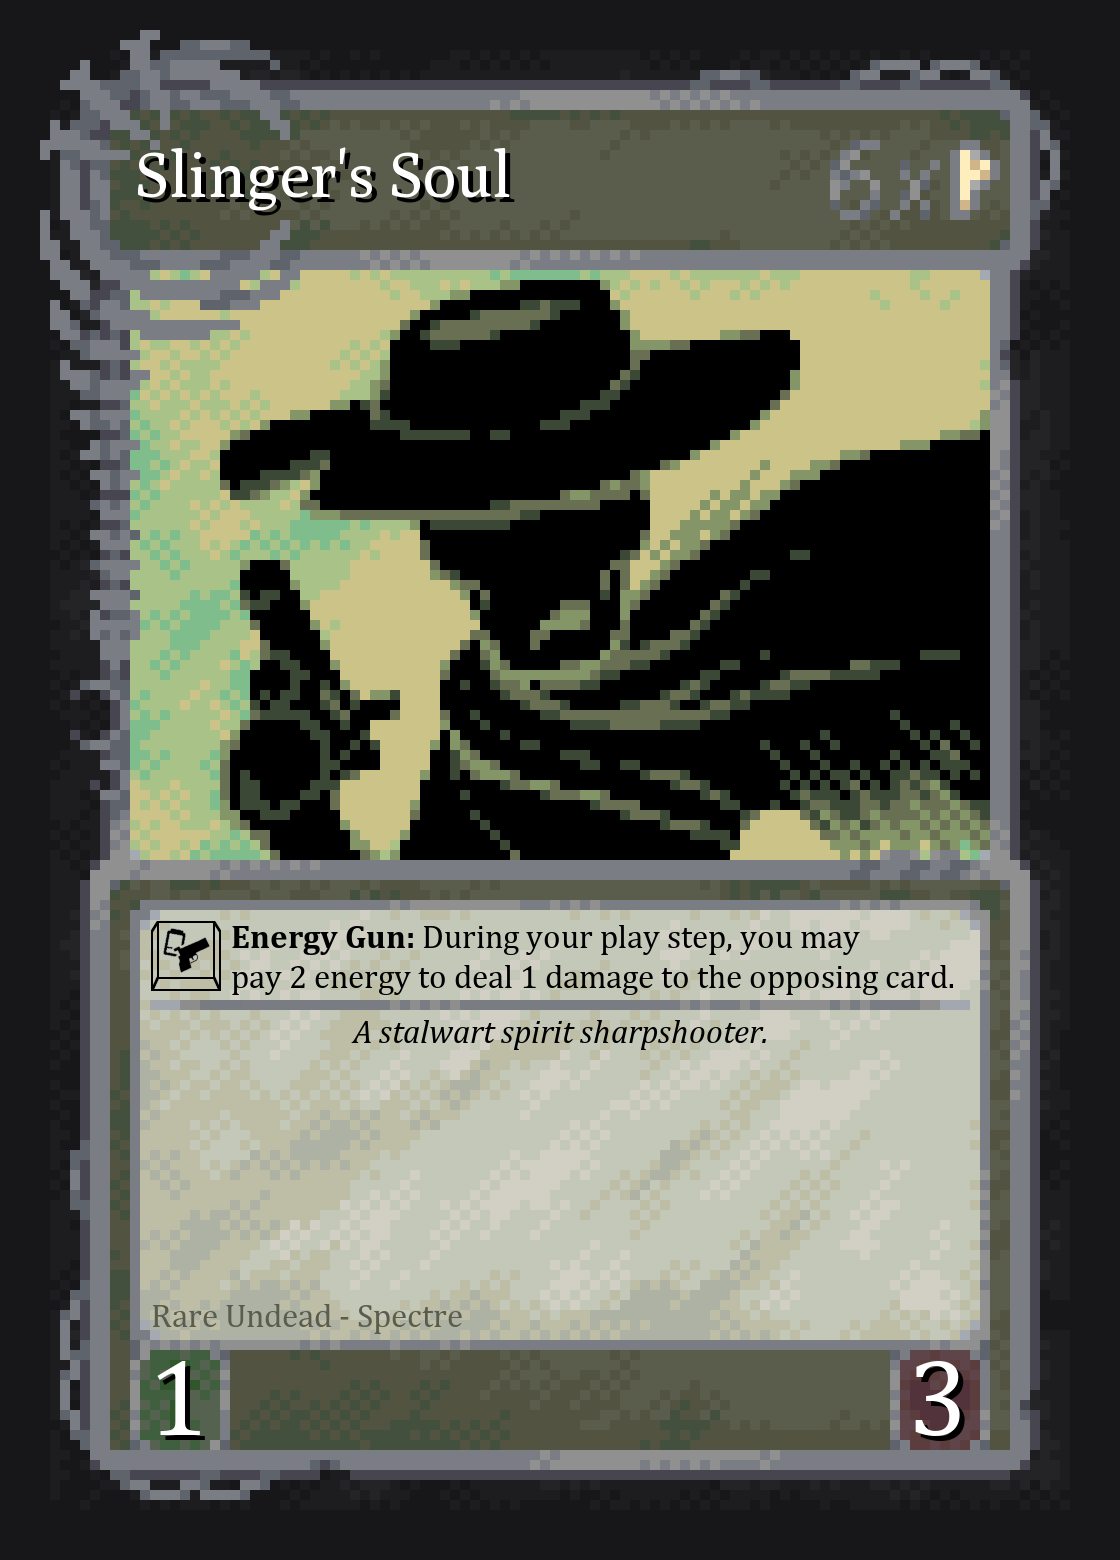 Slinger's Soul
6x
Energy Gun: During your play step, you may
pay 2 energy to deal 1 damage to the opposing card.
A stalwart spirit sharpshooter.
Rare Undead - Spectre
1
3